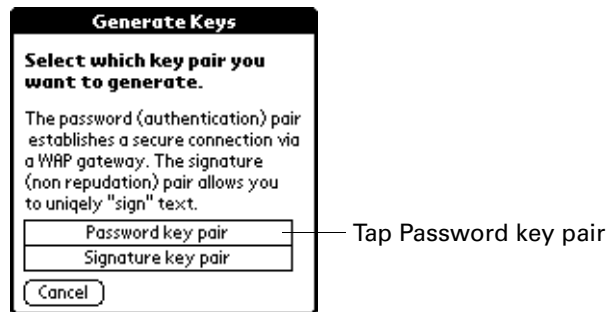 Generate Keys
Select which key pair you
want to generate.
The password (authentication) pair
establishes a secure connection via
a WAP gateway. The signature
(non repudation) pair allows you
to uniqely "sign" text.
Password key pair
Tap Password key pair
Signature key pair
Cancel